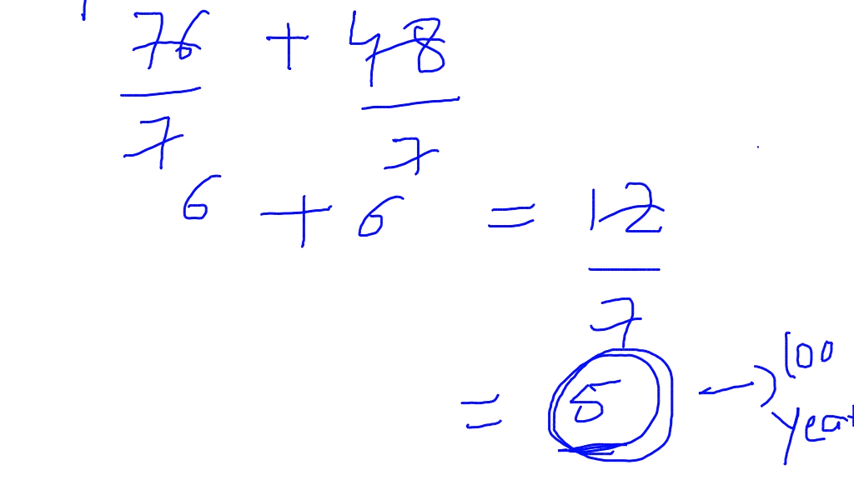 76 + 48
7 7
6 + 6 = 12
7
= 5 → 100
year